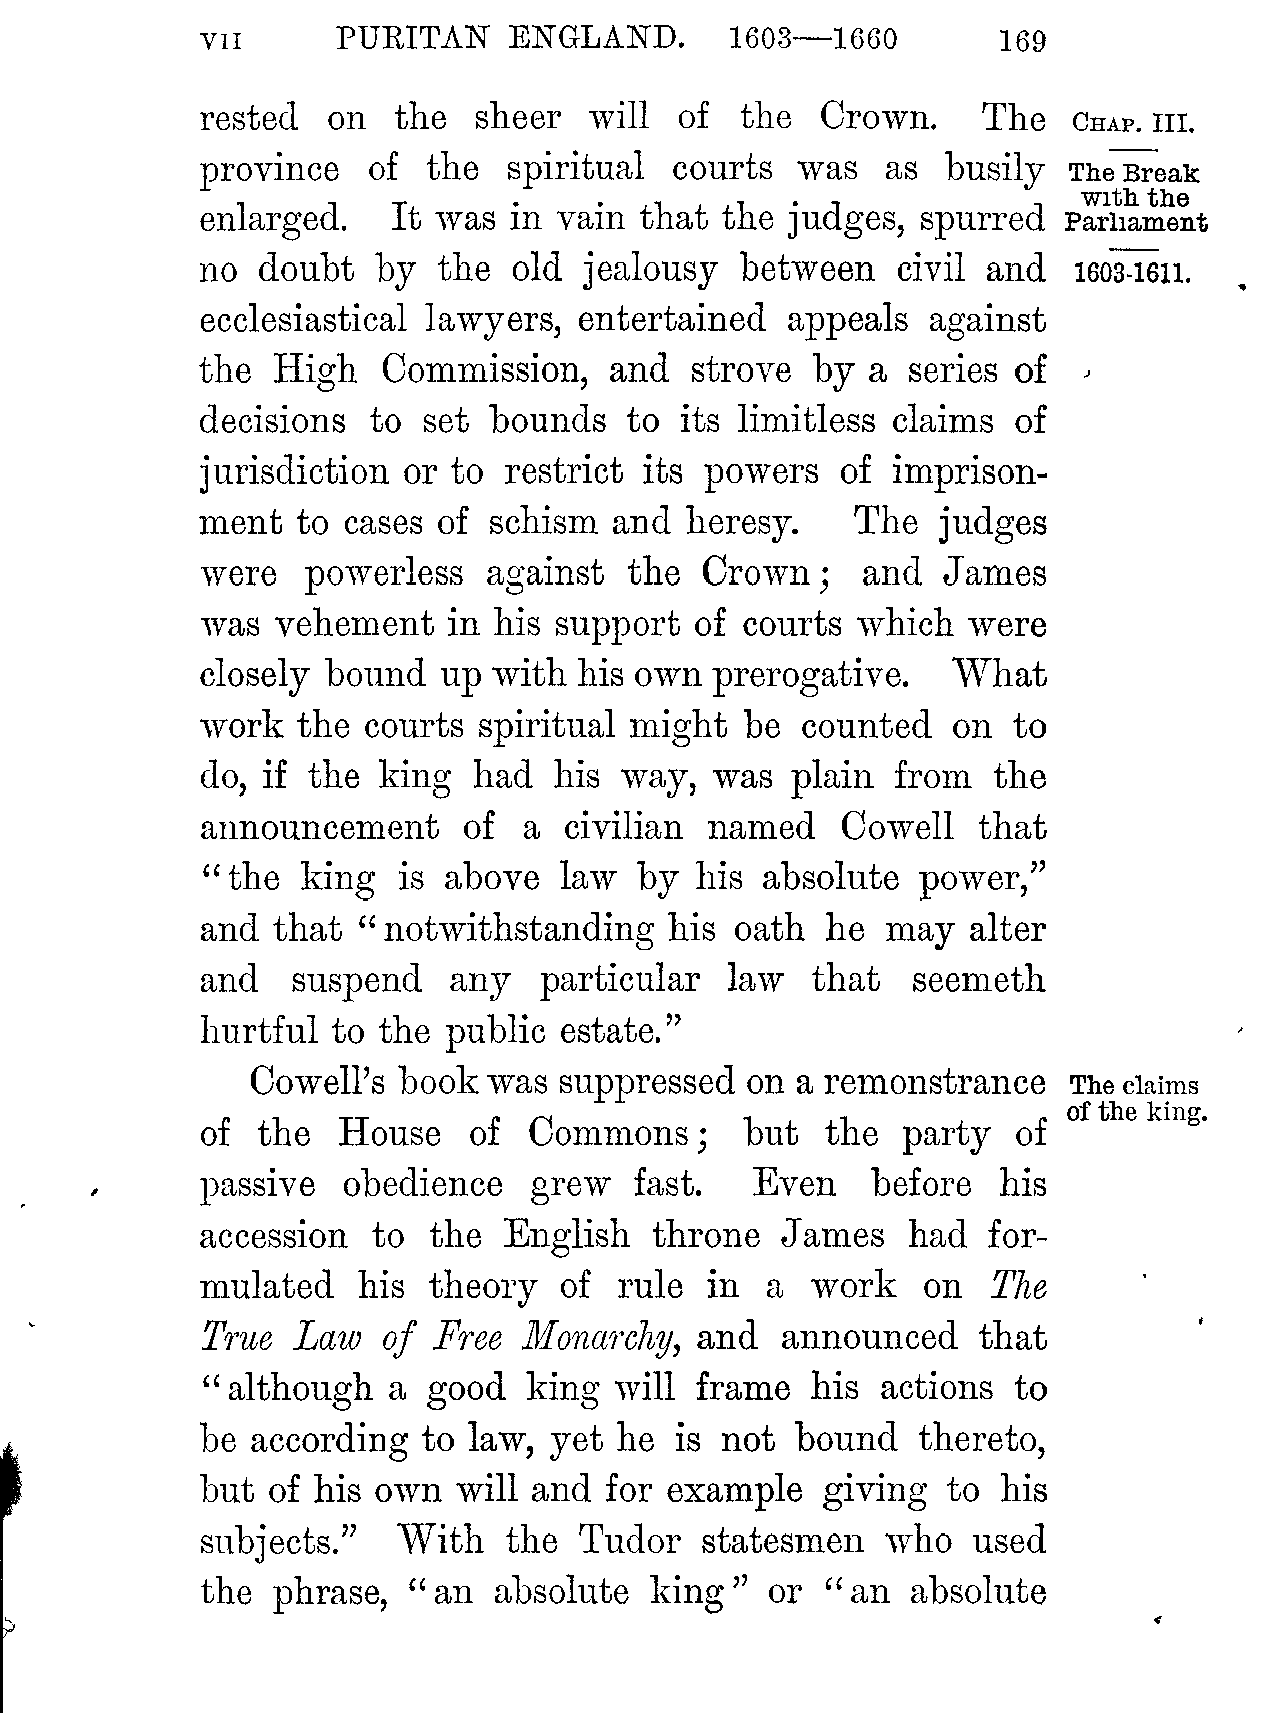 VII PURITAN ENGLAND. 1603—1660 169
rested on the sheer will of the Crown. The
province of the spiritual courts was as busily
enlarged. It was in vain that the judges, spurred
no doubt by the old jealousy between civil and
ecclesiastical lawyers, entertained appeals against
the High Commission, and strove by a series of
decisions to set bounds to its limitless claims of
jurisdiction or to restrict its powers of imprison-
ment to cases of schism and heresy. The judges
were powerless against the Crown; and James
was vehement in his support of courts which were
closely bound up with his own prerogative. What
work the courts spiritual might be counted on to
do, if the king had his way, was plain from the
announcement of a civilian named Cowell that
“the king is above law by his absolute power,”
and that “notwithstanding his oath he may alter
and suspend any particular law that seemeth
hurtful to the public estate.”
Cowell’s book was suppressed on a remonstrance
of the House of Commons; but the party of
passive obedience grew fast. Even before his
accession to the English throne James had for-
mulated his theory of rule in a work on The
True Law of Free Monarchy, and announced that
“although a good king will frame his actions to
be according to law, yet he is not bound thereto,
but of his own will and for example giving to his
subjects.” With the Tudor statesmen who used
the phrase, “an absolute king” or “an absolute
CHAP. III.
The Break
with the
Parliament
1603-1611.
The claims
of the king.